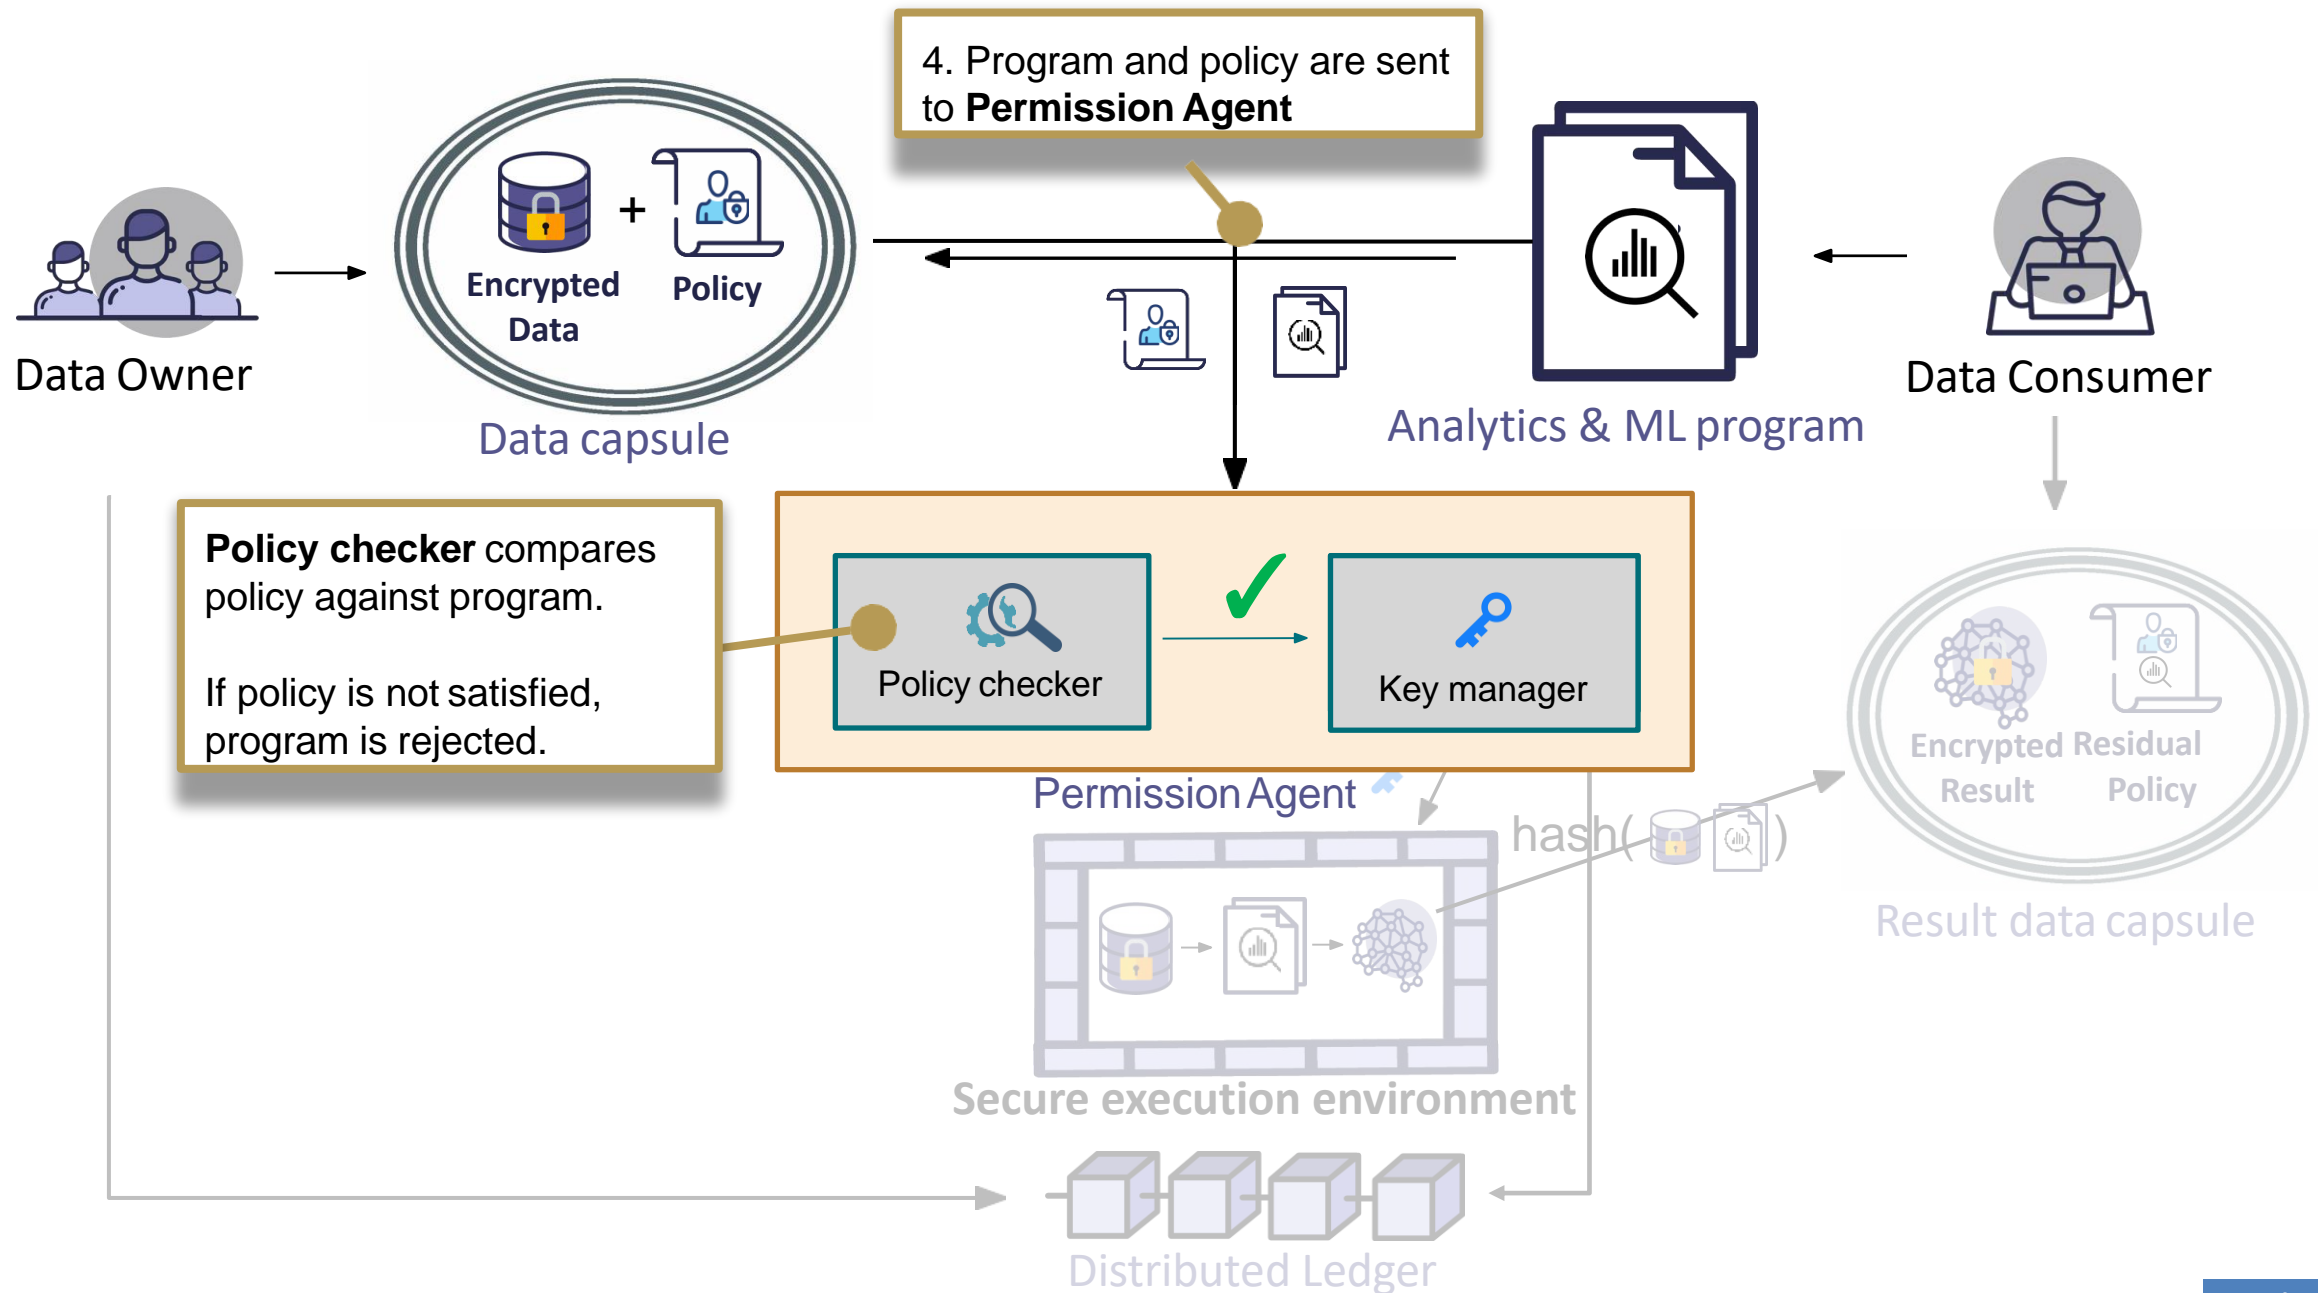 4. Program and policy are sent
to Permission Agent
+
Encrypted
Data
Policy
Data Owner
Data capsule
Analytics & ML program
Data Consumer
Policy checker compares
policy against program.
If policy is not satisfied,
program is rejected.
✓
Policy checker
Key manager
Permission Agent
hash( )
Encrypted
Result
Residual
Policy
Result data capsule
Secure execution environment
Distributed Ledger